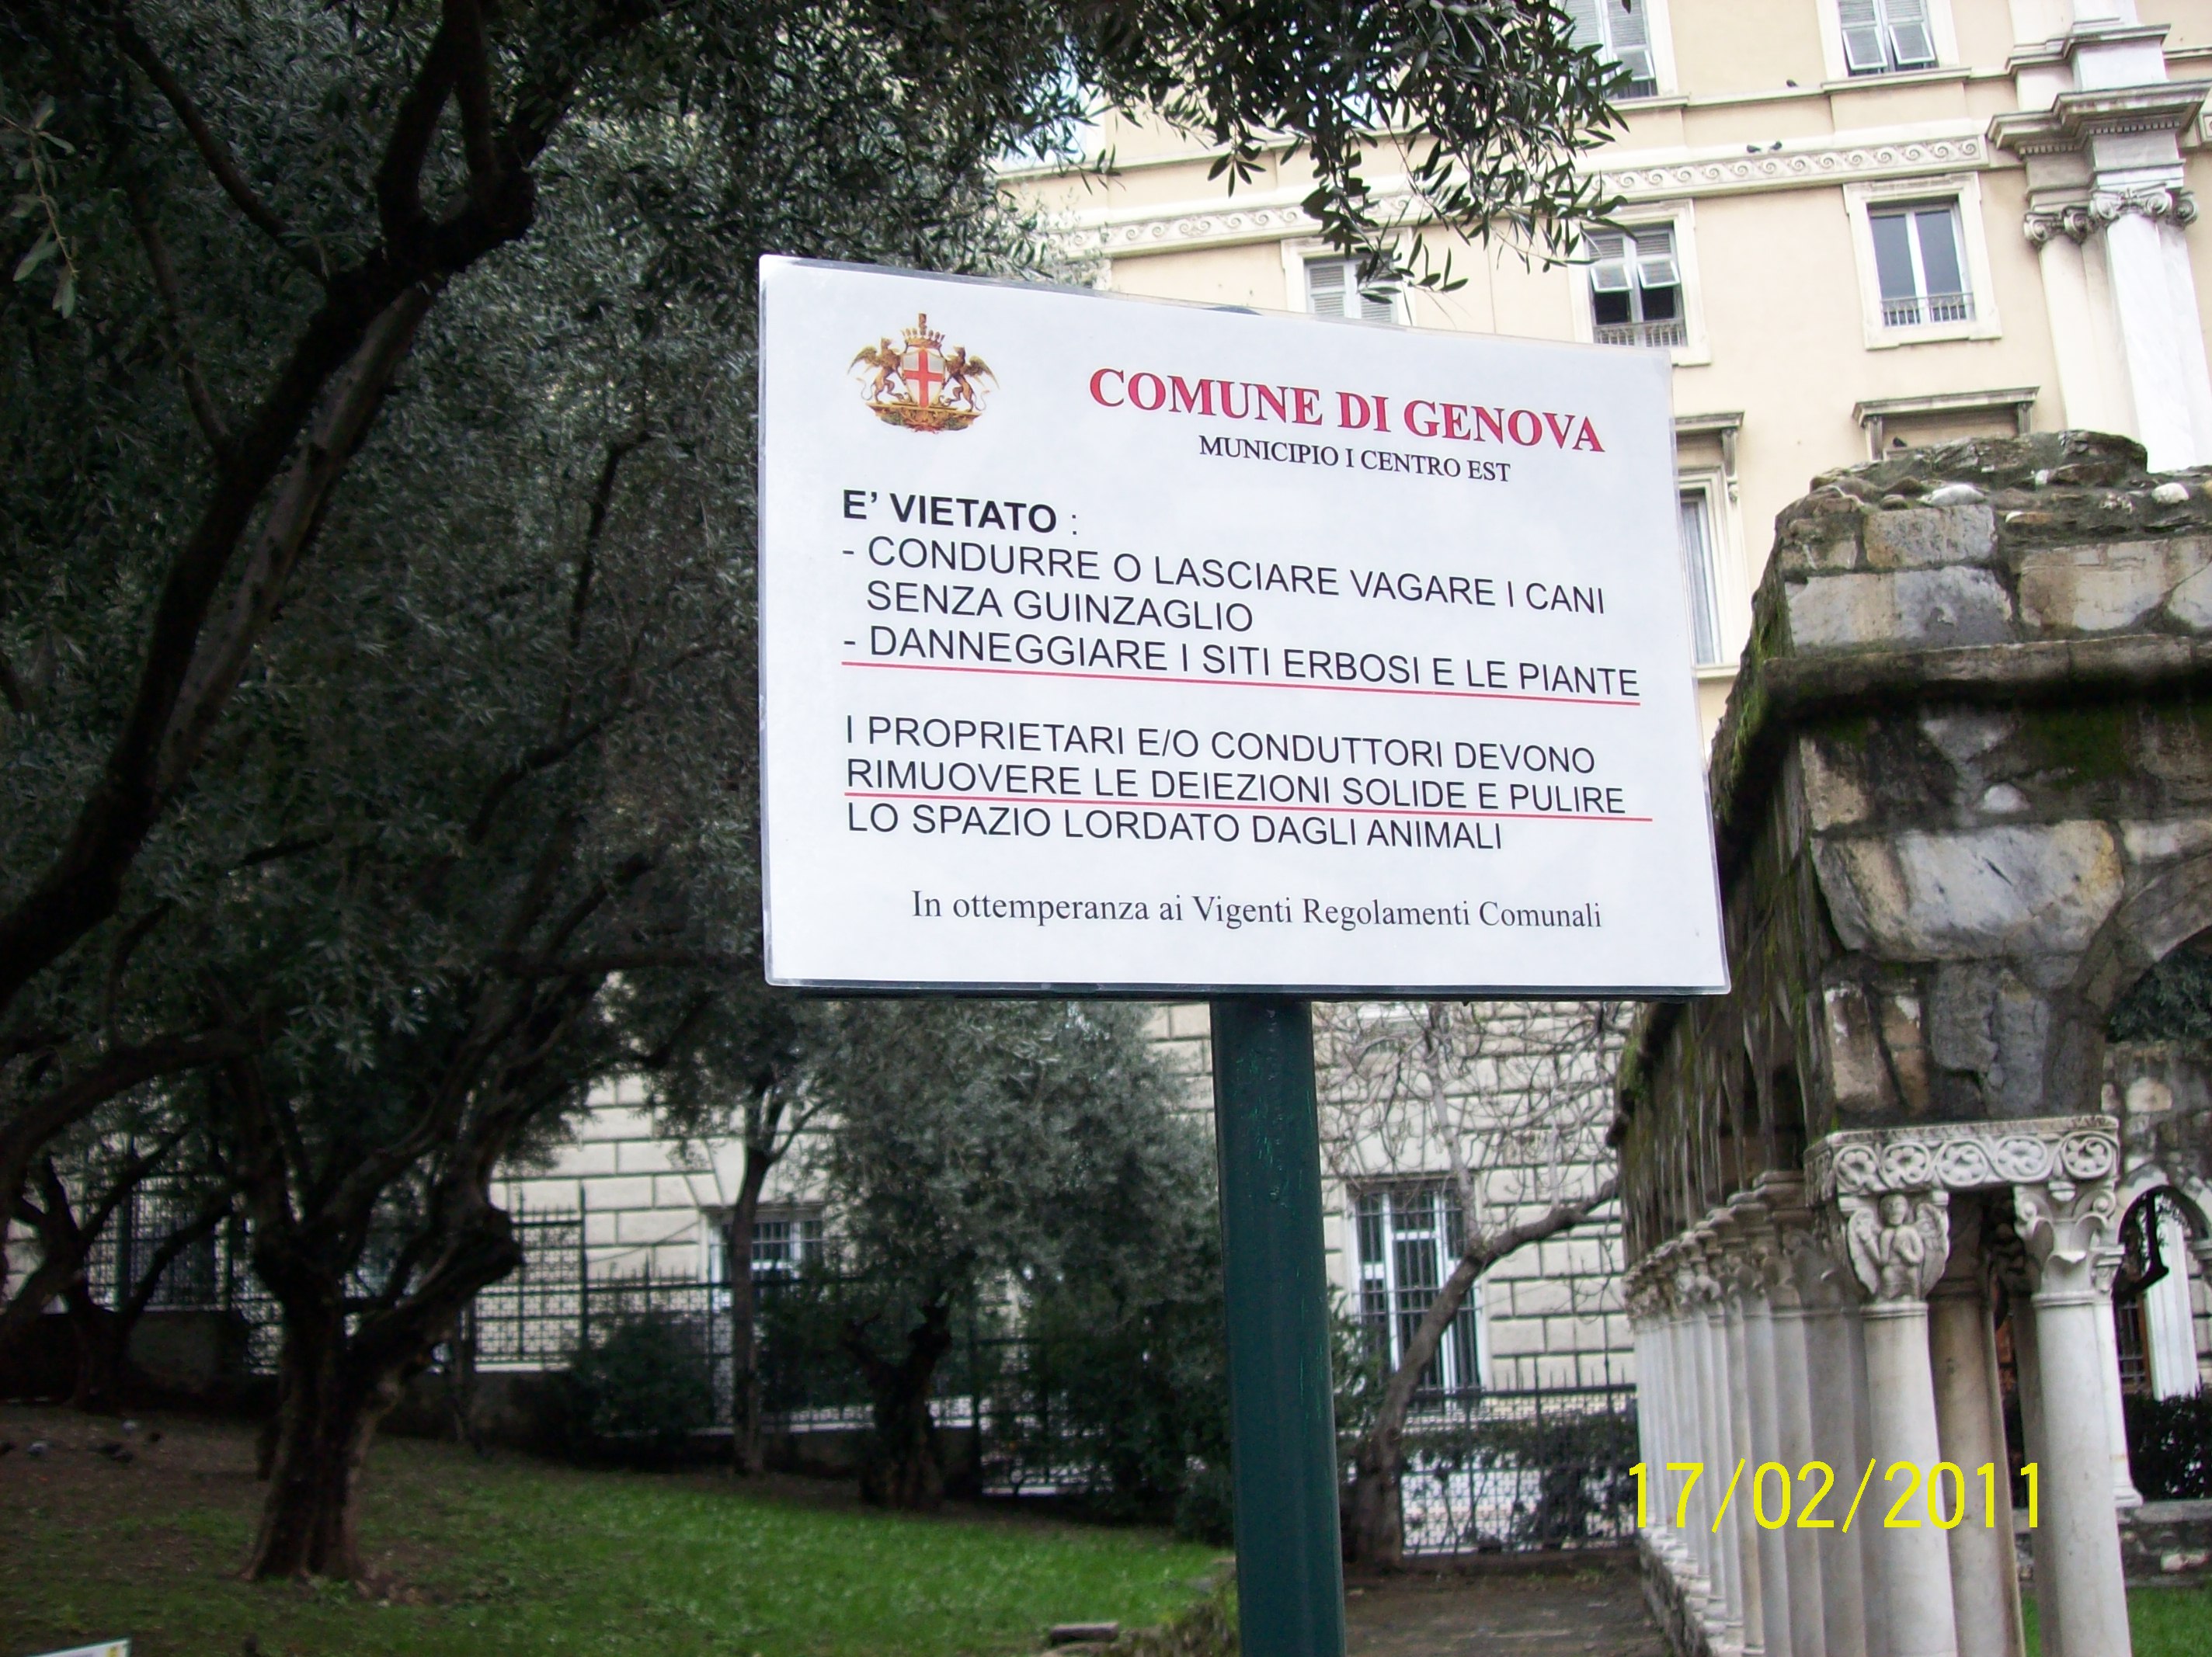 COMUNE DI GENOVA
MUNICIPIO I CENTRO EST
E' VIETATO :
- CONDURRE O LASCIARE VAGARE I CANI
SENZA GUINZAGLIO
- DANNEGGIARE I SITI ERBOSI E LE PIANTE
I PROPRIETARI E/O CONDUTTORI DEVONO
RIMUOVERE LE DEIEZIONI SOLIDE E PULIRE
LO SPAZIO LORDATO DAGLI ANIMALI
In ottemperanza ai Vigenti Regolamenti Comunali
17/02/2011